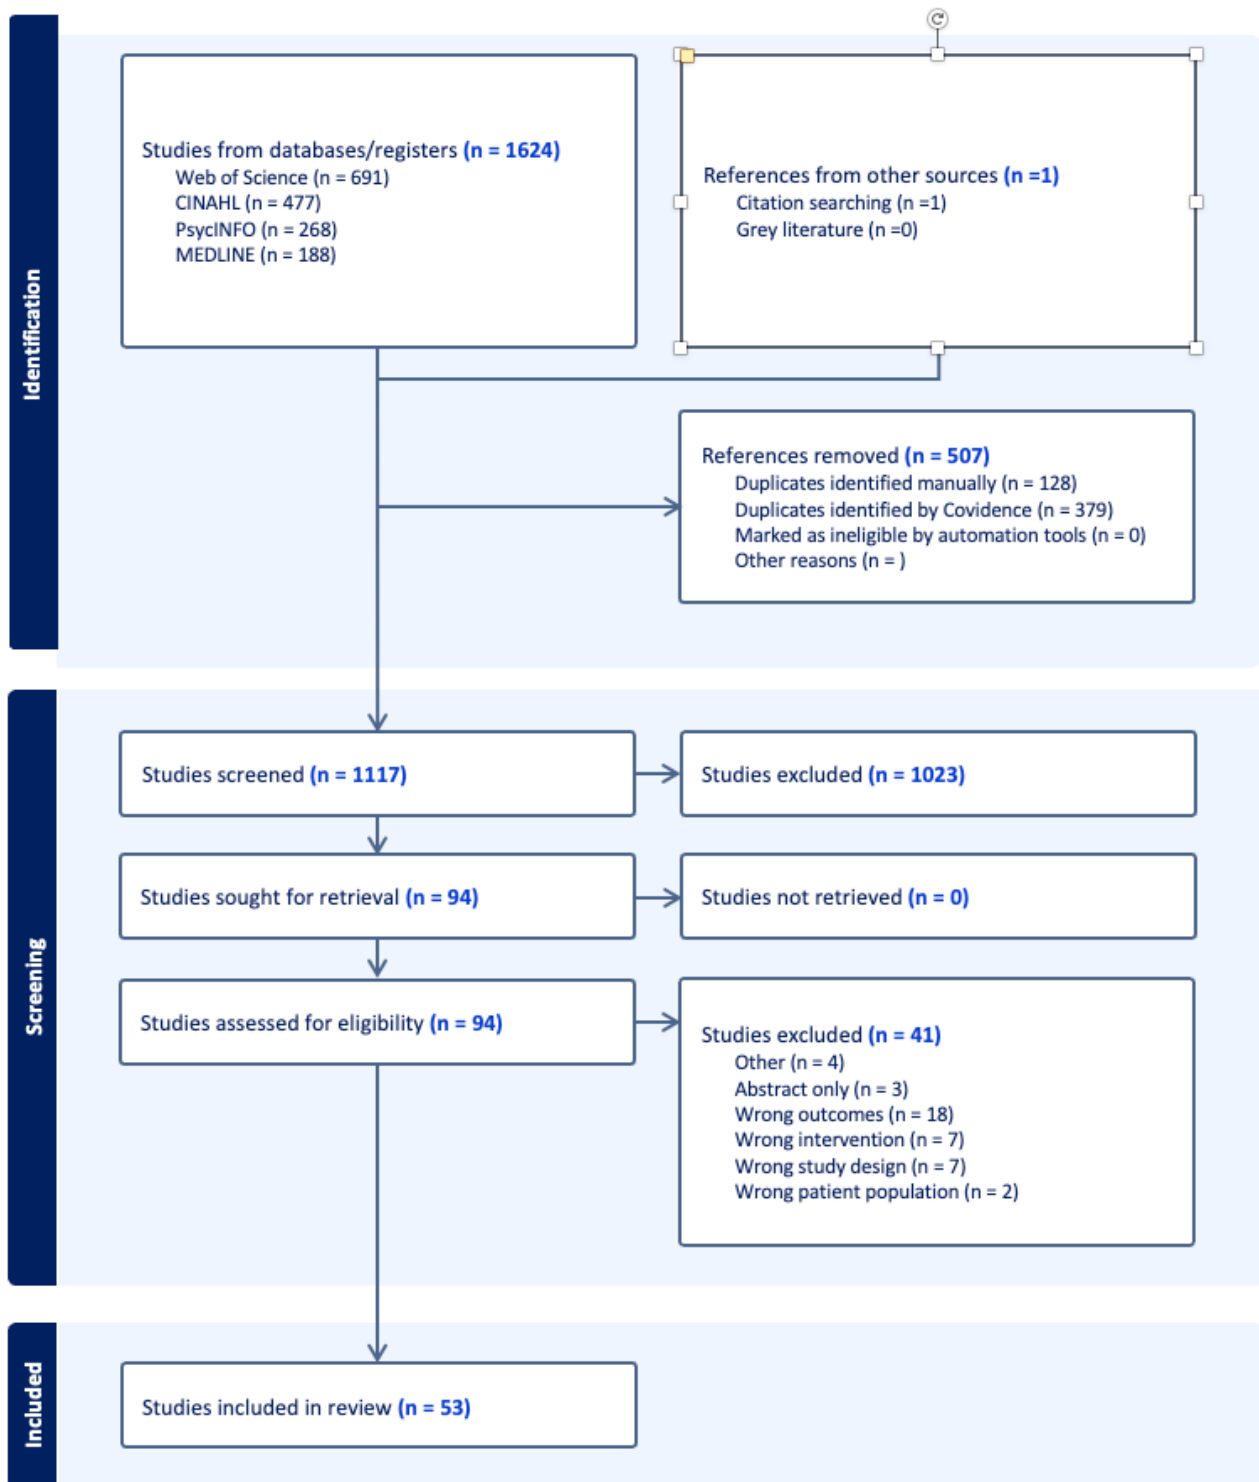 Identification
Studies from databases/registers (n = 1624)
Web of Science (n = 691)
CINAHL (n = 477)
PsycINFO (n = 268)
MEDLINE (n = 188)
References from other sources (n =1)
Citation searching (n =1)
Grey literature (n =0)
References removed (n = 507)
Duplicates identified manually (n = 128)
Duplicates identified by Covidence (n = 379)
Marked as ineligible by automation tools (n = 0)
Other reasons (n = )
Screening
Studies screened (n = 1117)
Studies excluded (n = 1023)
Studies sought for retrieval (n = 94)
Studies not retrieved (n = 0)
Studies assessed for eligibility (n = 94)
Studies excluded (n = 41)
Other (n = 4)
Abstract only (n = 3)
Wrong outcomes (n = 18)
Wrong intervention (n = 7)
Wrong study design (n = 7)
Wrong patient population (n = 2)
Included
Studies included in review (n = 53)